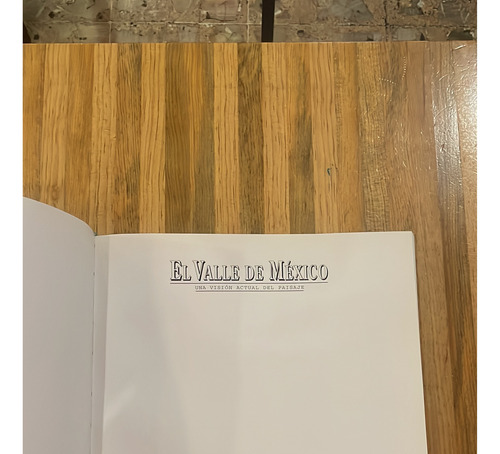 EL VALLE DE MÉXICO
UNA VISIÓN ACTUAL DEL PAISAJE